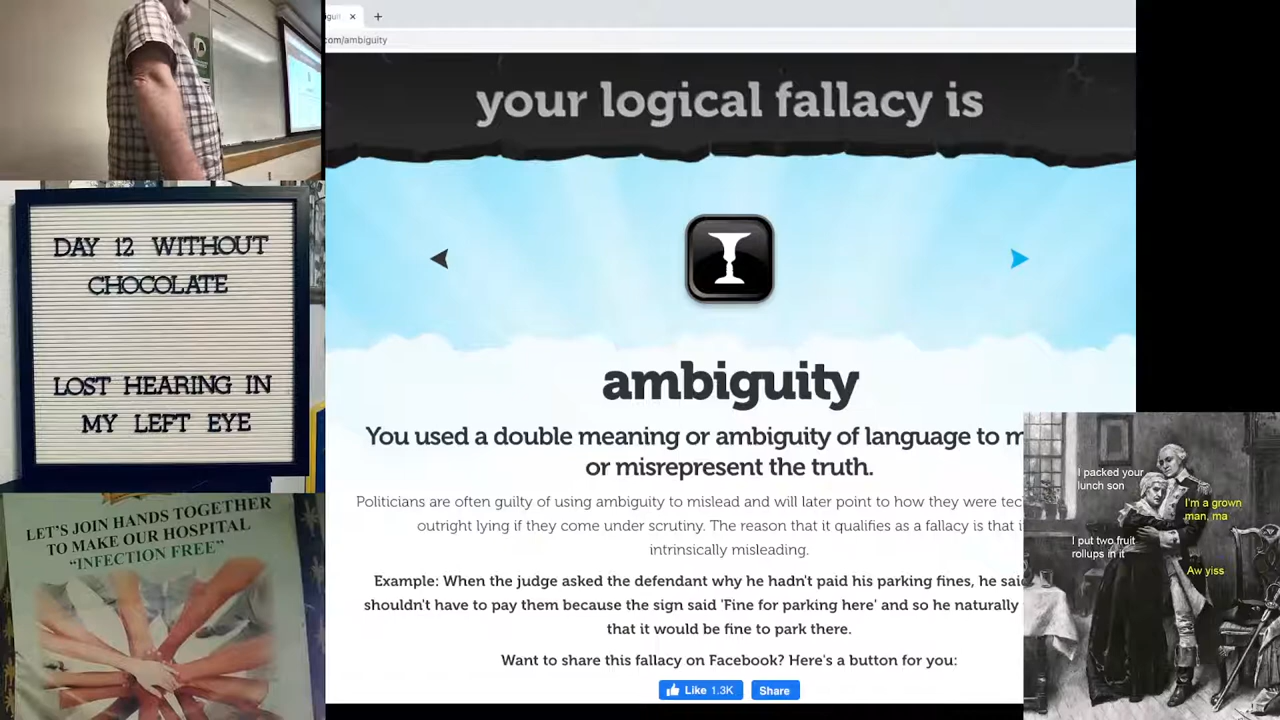 DAY 12 WITHOUT
CHOCOLATE
LOST HEARING IN
MY LEFT EYE
LET'S JOIN HANDS TOGETHER
TO MAKE OUR HOSPITAL
"INFECTION FREE"
com/ambiguity
your logical fallacy is
ambiguity
You used a double meaning or ambiguity of language to
or misrepresent the truth.
Politicians are often guilty of using ambiguity to mislead and will later point to how they were
outright lying if they come under scrutiny. The reason that it qualifies as a fallacy is that
intrinsically misleading.
Example: When the judge asked the defendant why he hadn't paid his parking fines, he
shouldn't have to pay them because the sign said 'Fine for parking here' and so he naturally
that it would be fine to park there.
Want to share this fallacy on Facebook? Here's a button for you:
Like 1.3K
Share
I packed your
lunch son
I'm a grown
man, ma
I put two fruit
rollups in it
Aw yiss